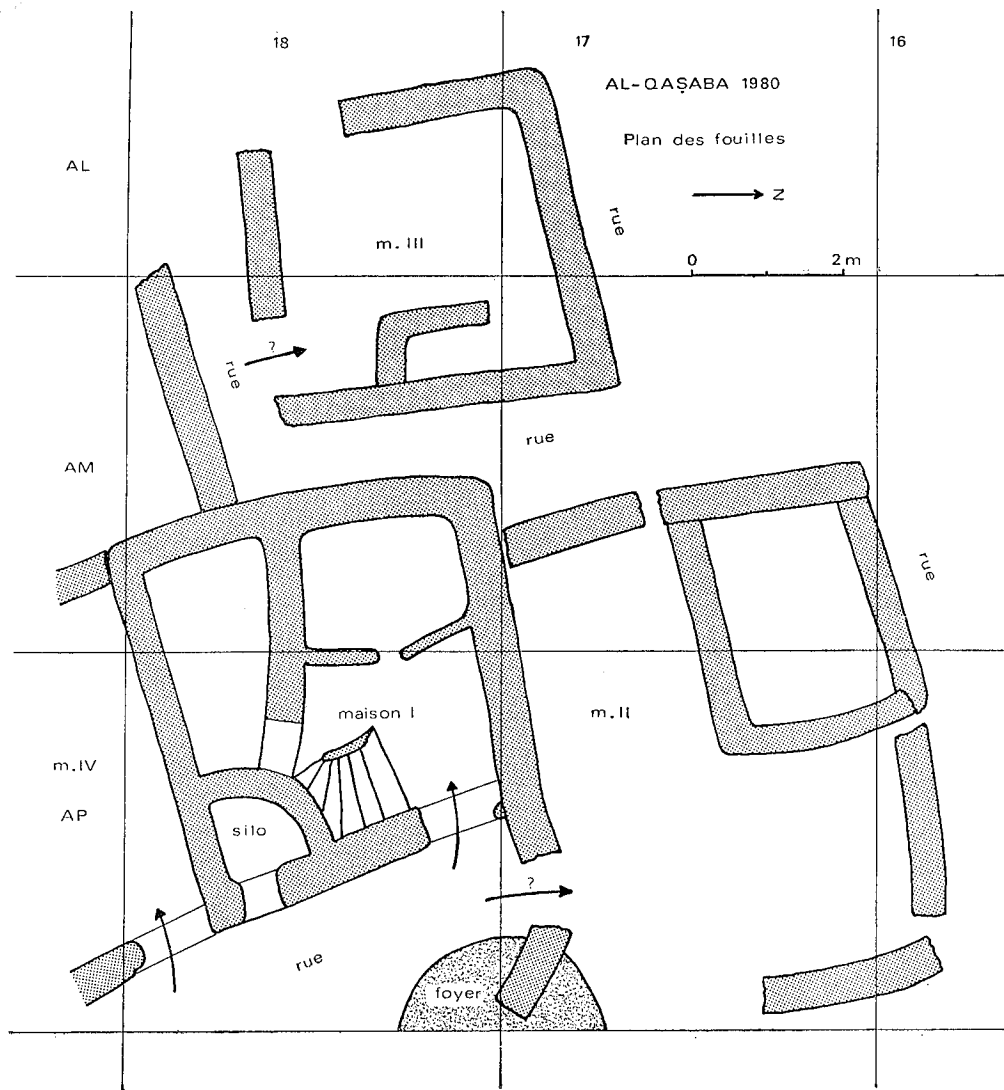 18
17
16
AL-QAṢABA 1980
Plan des fouilles
AL
N
rue
m. III
0
2 m
?
rue
rue
AM
rue
maison I
m. II
m. IV
AP
silo
?
rue
foyer